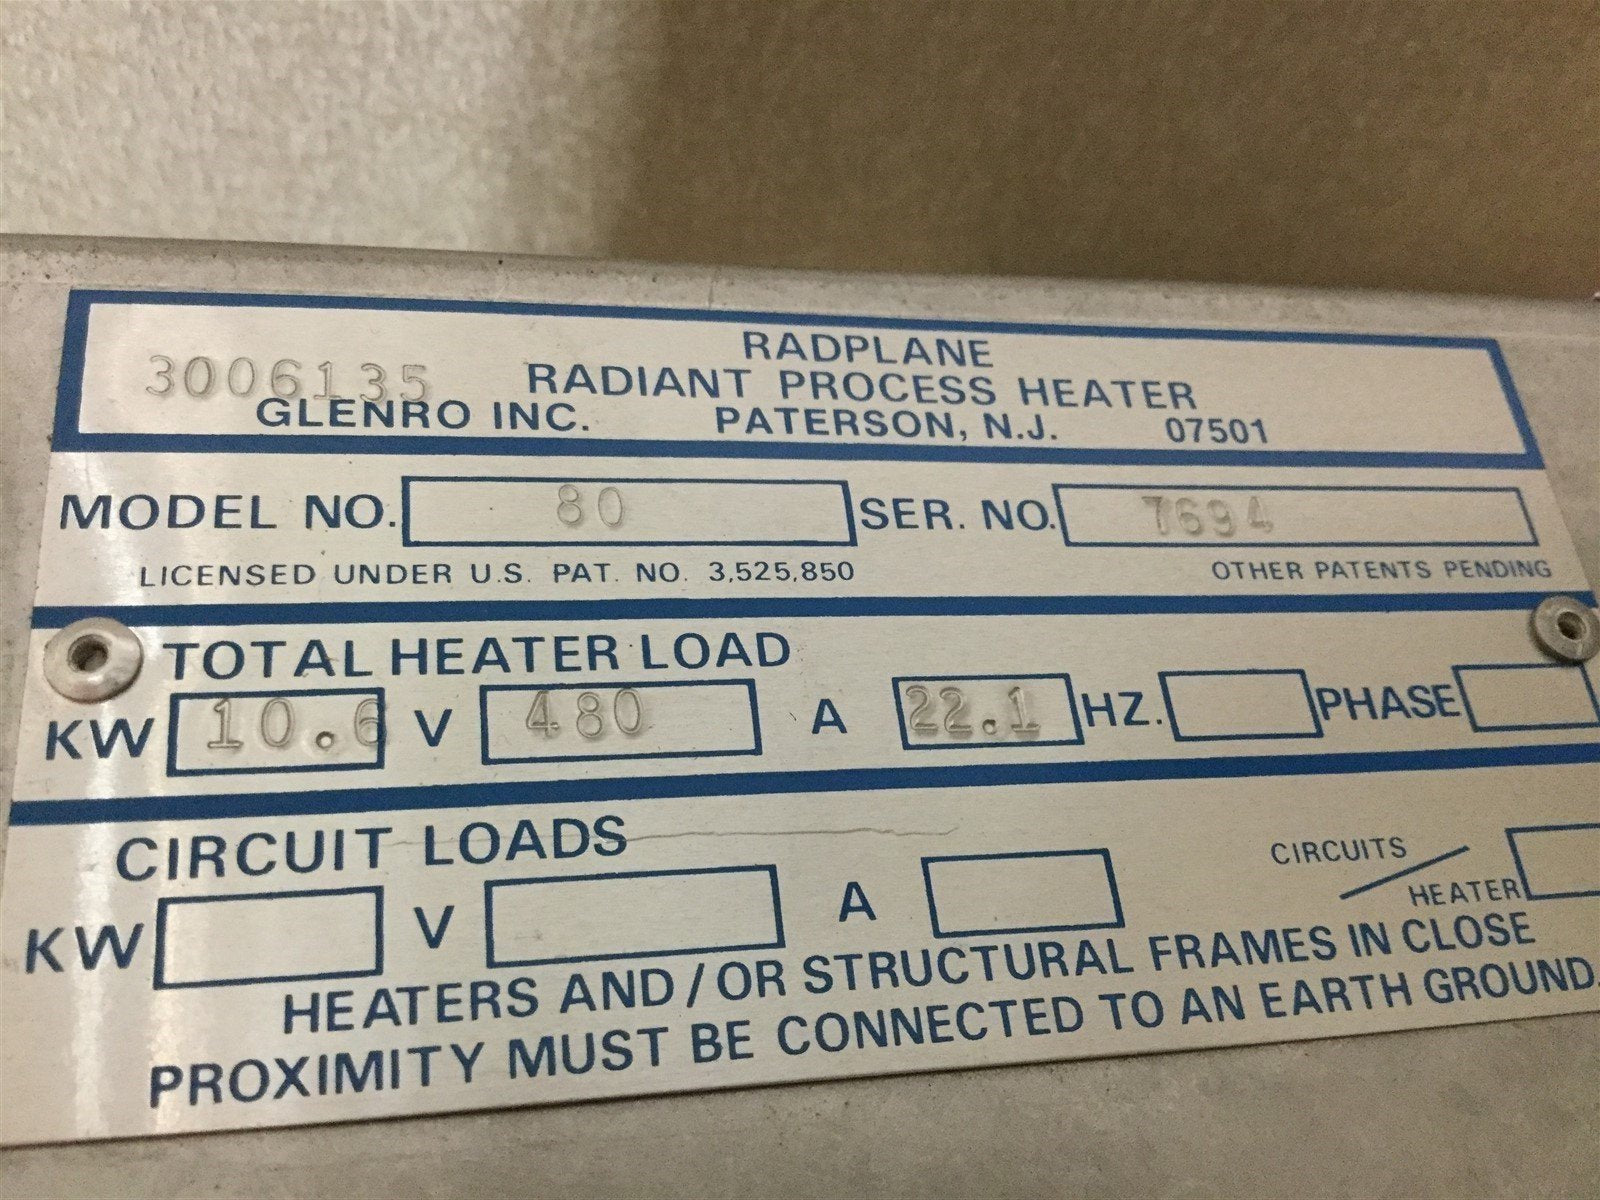 RADPLANE
3006135 RADIANT PROCESS HEATER
GLENRO INC. PATERSON, N.J. 07501
MODEL NO. 80 SER. NO. 7694
LICENSED UNDER U.S. PAT. NO. 3,525,850 OTHER PATENTS PENDING
TOTAL HEATER LOAD
KW 10.6 V 480 A 22.1 HZ. PHASE
CIRCUIT LOADS
KW V A CIRCUITS / HEATER
HEATERS AND/OR STRUCTURAL FRAMES IN CLOSE
PROXIMITY MUST BE CONNECTED TO AN EARTH GROUND.